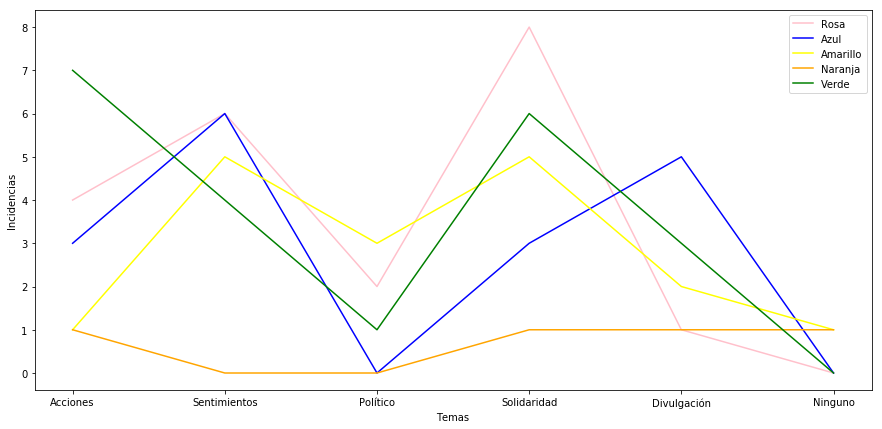 8
7
6
5
4
3
2
1
0
Incidencias
Acciones Sentimientos Político Solidaridad Divulgación Ninguno
Temas
Rosa
Azul
Amarillo
Naranja
Verde